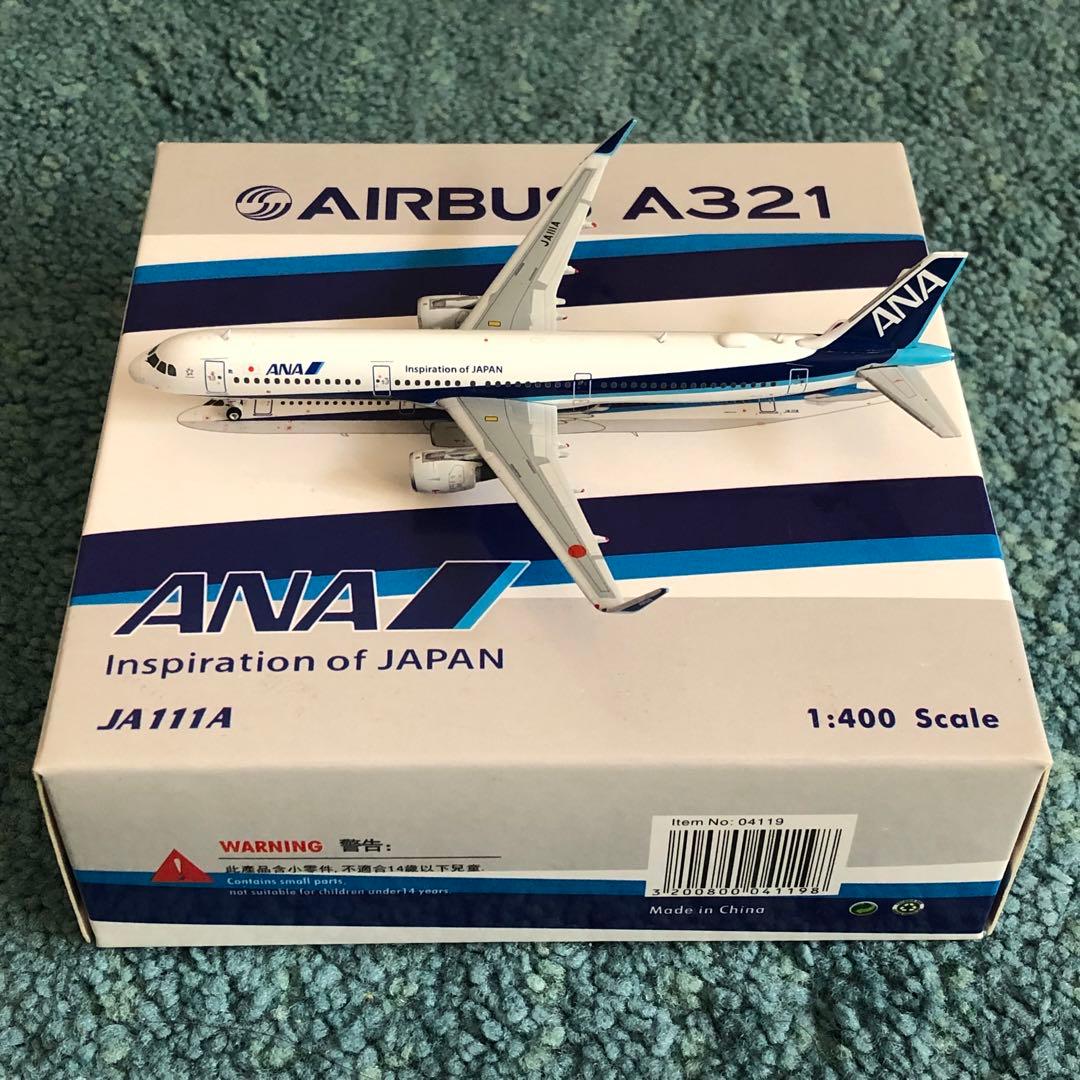 AIRBUS A321
JA111A
ANA
ANA
Inspiration of JAPAN
ANA
Inspiration of JAPAN
JA111A
1:400 Scale
WARNING 警告:
此產品含小零件,不適合14歲以下兒童.
Contains small parts,
not suitable for children under14 years.
Item No: 04119
3 200800 041198
Made in China